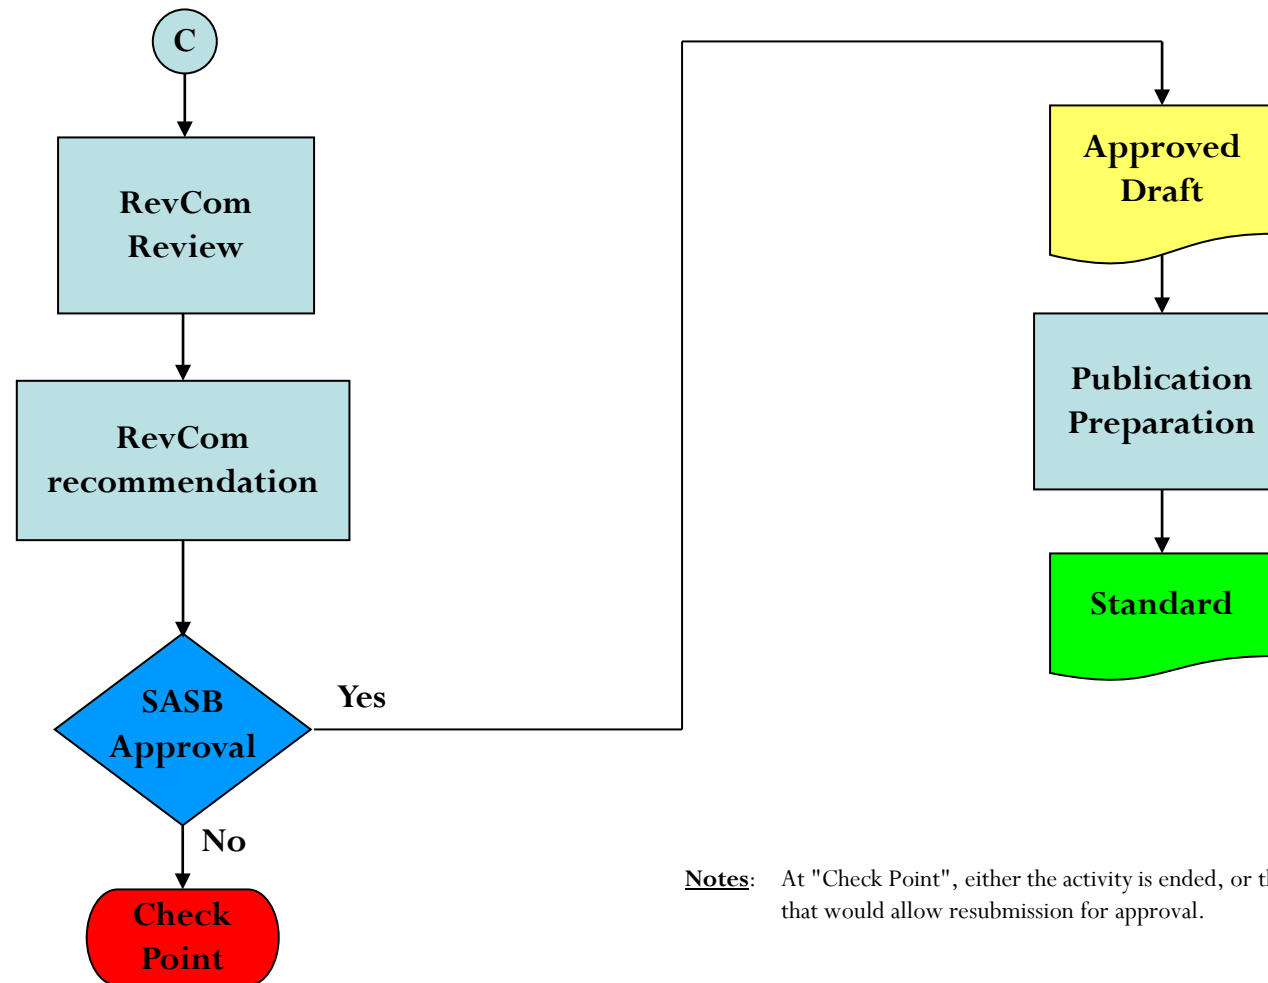 C
RevCom
Review
RevCom
recommendation
SASB
Approval
Yes
No
Check
Point
Approved
Draft
Publication
Preparation
Standard
Notes: At "Check Point", either the activity is ended, or
that would allow resubmission for approval.